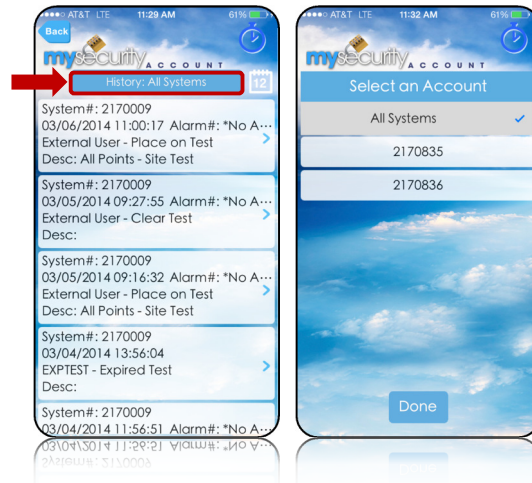 AT&T LTE 11:29 AM 61%
Back
mysecurity
ACCOUNT
History: All Systems
12
System#: 2170009
03/06/2014 11:00:17 Alarm#: *No A...
External User - Place on Test
Desc: All Points - Site Test
System#: 2170009
03/05/2014 09:27:55 Alarm#: *No A...
External User - Clear Test
Desc:
System#: 2170009
03/05/2014 09:16:32 Alarm#: *No A...
External User - Place on Test
Desc: All Points - Site Test
System#: 2170009
03/04/2014 13:56:04
EXPTEST - Expired Test
Desc:
System#: 2170009
03/04/2014 11:56:51 Alarm#: *No A...
AT&T LTE 11:32 AM 61%
mysecurity
ACCOUNT
Select an Account
All Systems
2170835
2170836
Done